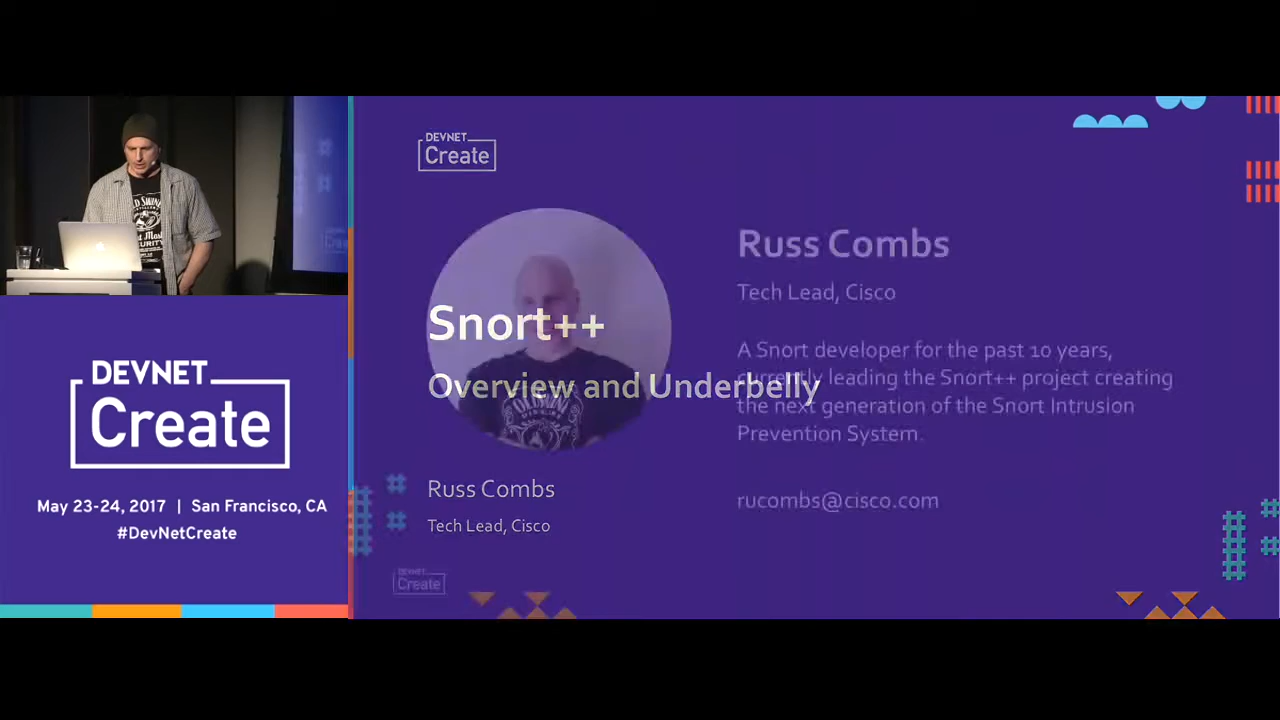 DEVNET
Create
May 23-24, 2017 | San Francisco, CA
#DevNetCreate
DEVNET
Create
Snort++
Overview and Underbelly
Russ Combs
Tech Lead, Cisco
DEVNET
Create
Russ Combs
Tech Lead, Cisco
A Snort developer for the past 10 years,
currently leading the Snort++ project creating
the next generation of the Snort Intrusion
Prevention System.
rucombs@cisco.com